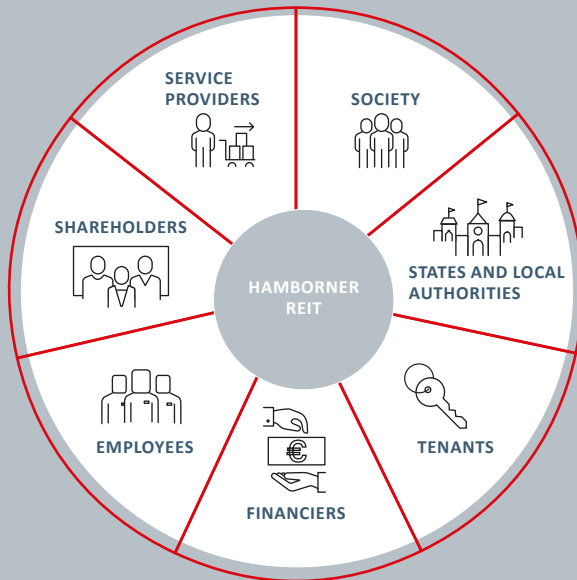 SERVICE
PROVIDERS
SOCIETY
SHAREHOLDERS
STATES AND LOCAL
AUTHORITIES
HAMBORNER
REIT
EMPLOYEES
TENANTS
€
FINANCIERS